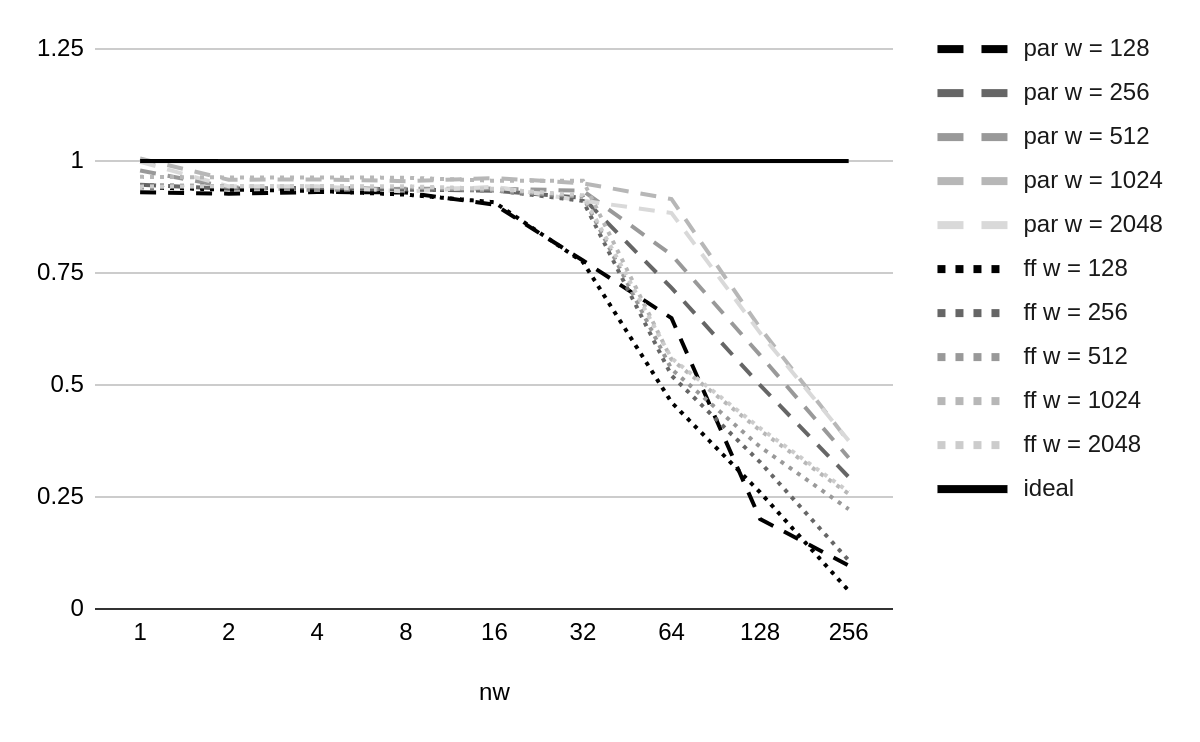 1.25
1
0.75
0.5
0.25
0
1 2 4 8 16 32 64 128 256
nw
par w = 128
par w = 256
par w = 512
par w = 1024
par w = 2048
ff w = 128
ff w = 256
ff w = 512
ff w = 1024
ff w = 2048
ideal